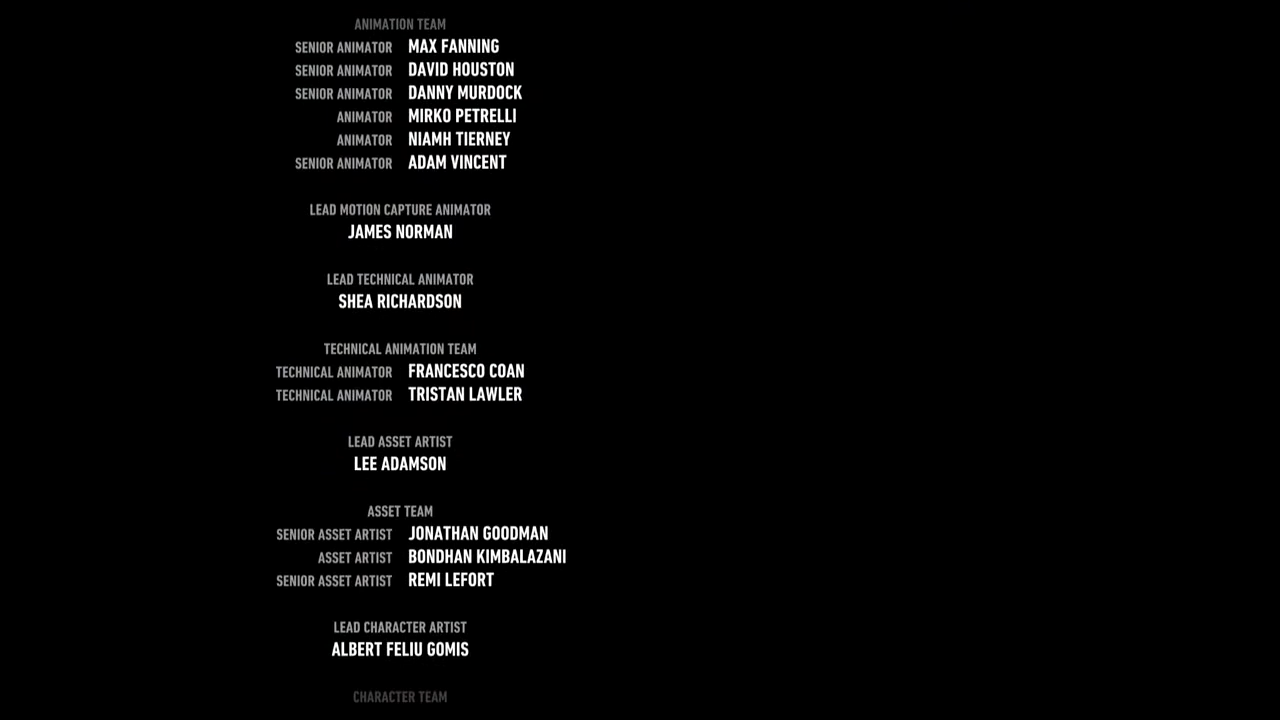 ANIMATION TEAM
SENIOR ANIMATOR MAX FANNING
SENIOR ANIMATOR DAVID HOUSTON
SENIOR ANIMATOR DANNY MURDOCK
ANIMATOR MIRKO PETRELLI
ANIMATOR NIAMH TIERNEY
SENIOR ANIMATOR ADAM VINCENT
LEAD MOTION CAPTURE ANIMATOR
JAMES NORMAN
LEAD TECHNICAL ANIMATOR
SHEA RICHARDSON
TECHNICAL ANIMATION TEAM
TECHNICAL ANIMATOR FRANCESCO COAN
TECHNICAL ANIMATOR TRISTAN LAWLER
LEAD ASSET ARTIST
LEE ADAMSON
ASSET TEAM
SENIOR ASSET ARTIST JONATHAN GOODMAN
ASSET ARTIST BONDHAN KIMBALAZANI
SENIOR ASSET ARTIST REMI LEFORT
LEAD CHARACTER ARTIST
ALBERT FELIU GOMIS
CHARACTER TEAM